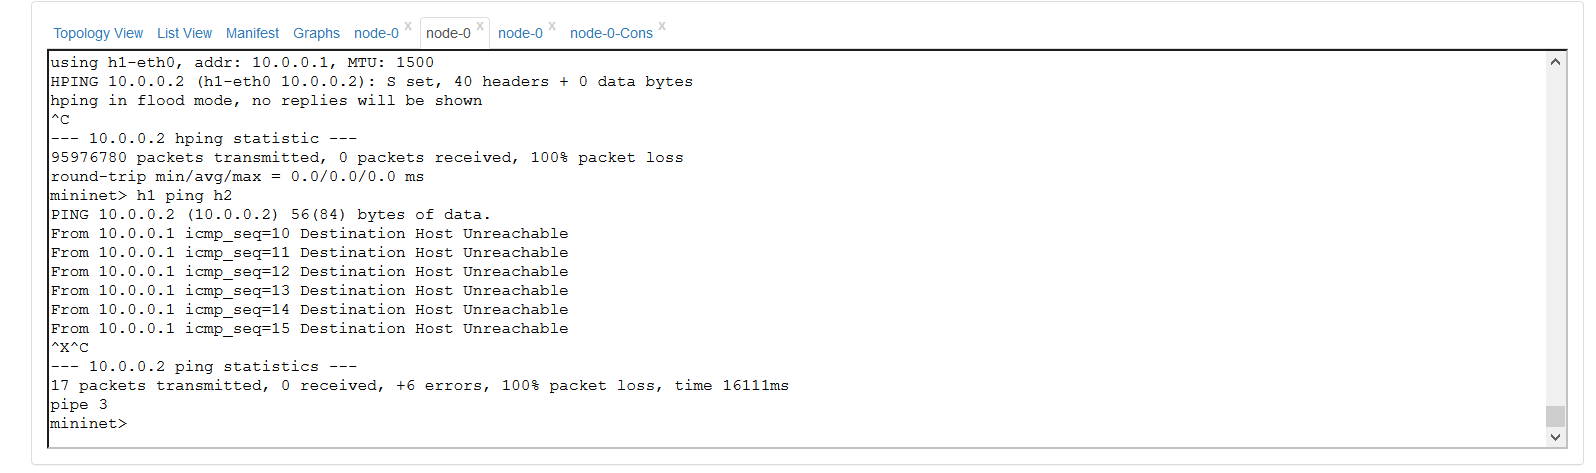 Topology View List View Manifest Graphs node-0 x node-0 x node-0 x node-0-Cons x
using h1-eth0, addr: 10.0.0.1, MTU: 1500
HPING 10.0.0.2 (h1-eth0 10.0.0.2): S set, 40 headers + 0 data bytes
hping in flood mode, no replies will be shown
^C
--- 10.0.0.2 hping statistic ---
95976780 packets transmitted, 0 packets received, 100% packet loss
round-trip min/avg/max = 0.0/0.0/0.0 ms
mininet> h1 ping h2
PING 10.0.0.2 (10.0.0.2) 56(84) bytes of data.
From 10.0.0.1 icmp_seq=10 Destination Host Unreachable
From 10.0.0.1 icmp_seq=11 Destination Host Unreachable
From 10.0.0.1 icmp_seq=12 Destination Host Unreachable
From 10.0.0.1 icmp_seq=13 Destination Host Unreachable
From 10.0.0.1 icmp_seq=14 Destination Host Unreachable
From 10.0.0.1 icmp_seq=15 Destination Host Unreachable
^X^C
--- 10.0.0.2 ping statistics ---
17 packets transmitted, 0 received, +6 errors, 100% packet loss, time 16111ms
pipe 3
mininet>